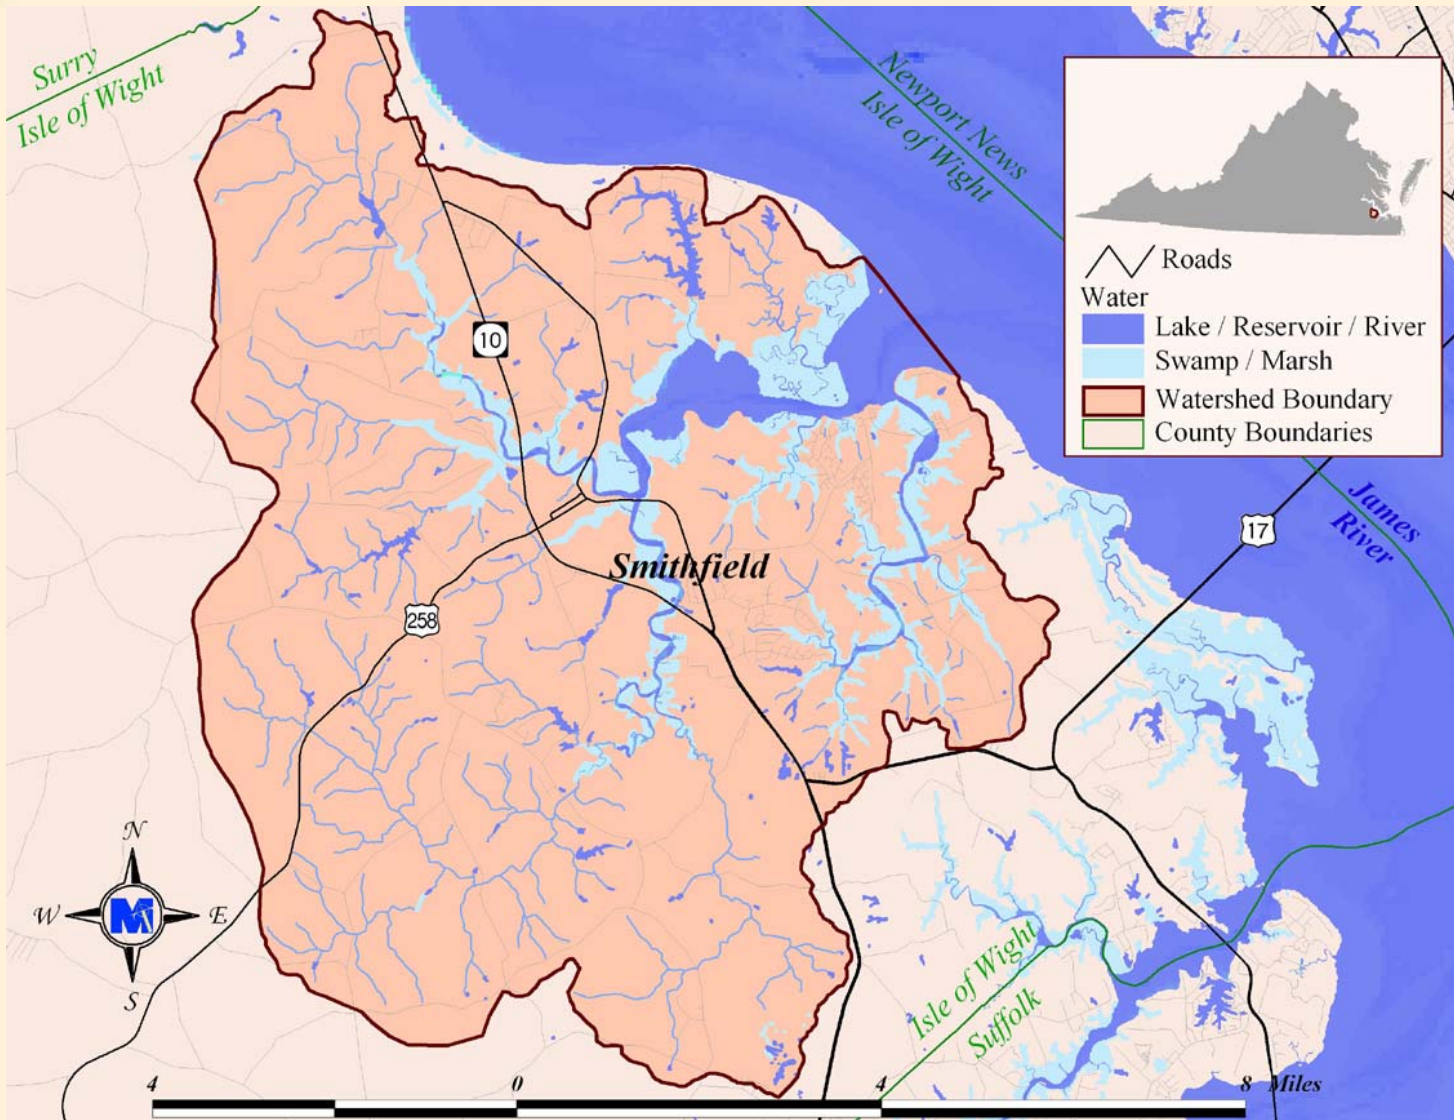 Surry
Isle of Wight
Newport News
Isle of Wight
Roads
Water
Lake / Reservoir / River
Swamp / Marsh
Watershed Boundary
County Boundaries
10
James
River
17
Smithfield
258
N
W
M
E
S
Isle of Wight
Suffolk
4 0 4 8 Miles